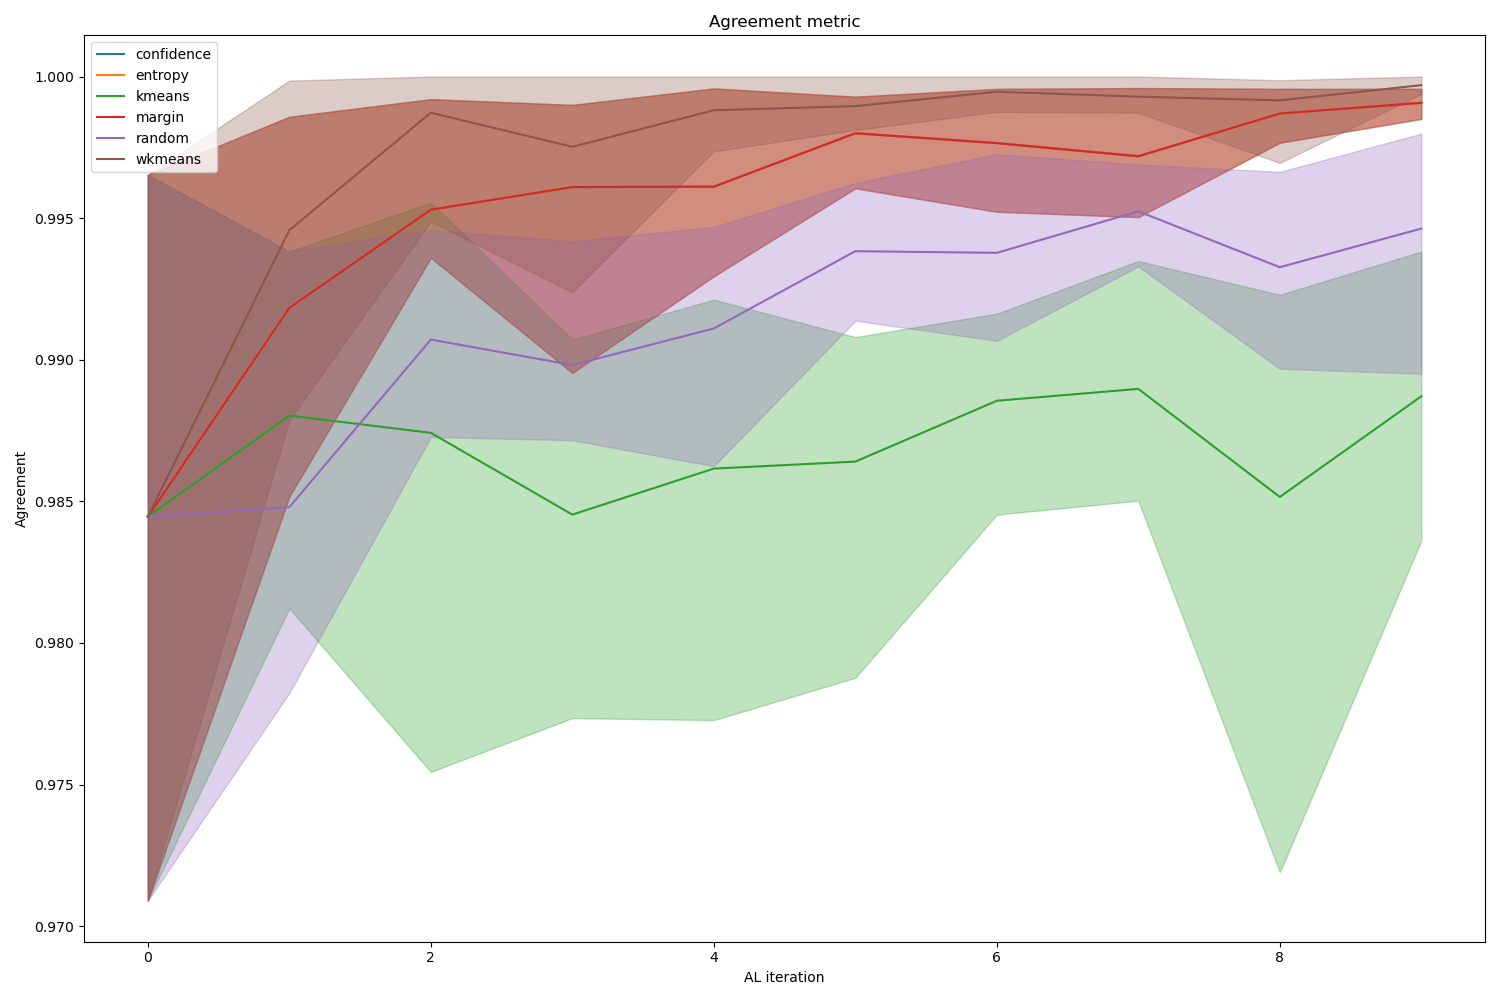 Agreement metric
confidence
entropy
kmeans
margin
random
wkmeans
1.000
0.995
0.990
0.985
0.980
0.975
0.970
Agreement
0 2 4 6 8
AL iteration